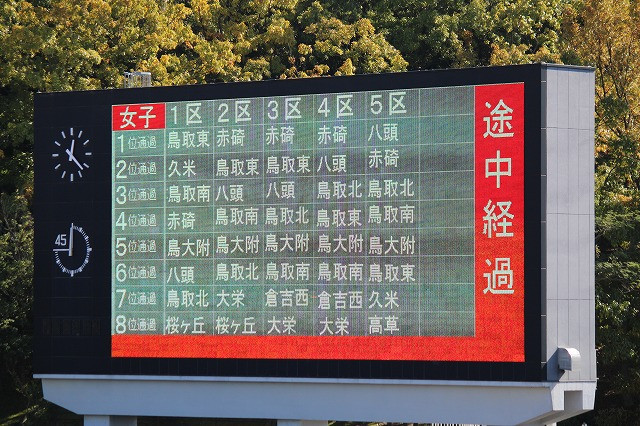 女子 1区 2区 3区 4区 5区
1位通過 鳥取東 赤碕 赤碕 赤碕 八頭
2位通過 久米 鳥取東 鳥取東 八頭 赤碕
3位通過 鳥取南 八頭 八頭 鳥取北 鳥取北
4位通過 赤碕 鳥取南 鳥取北 鳥取東 鳥取南
5位通過 鳥大附 鳥大附 鳥大附 鳥大附 鳥大附
6位通過 八頭 鳥取北 鳥取南 鳥取南 鳥取東
7位通過 鳥取北 大栄 倉吉西 倉吉西 久米
8位通過 桜ヶ丘 桜ヶ丘 大栄 大栄 高草
途中経過
45